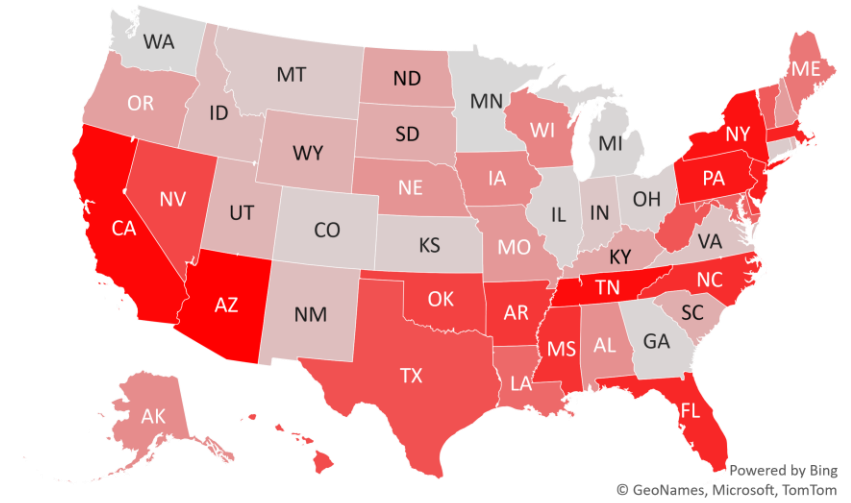 WA
MT
ND
MN
ME
OR
ID
SD
WI
MI
NY
WY
PA
NV
UT
NE
IA
IL
IN
OH
CA
CO
KS
MO
KY
VA
AZ
NM
OK
AR
TN
NC
SC
TX
LA
MS
AL
GA
FL
AK
Powered by Bing
© GeoNames, Microsoft, TomTom